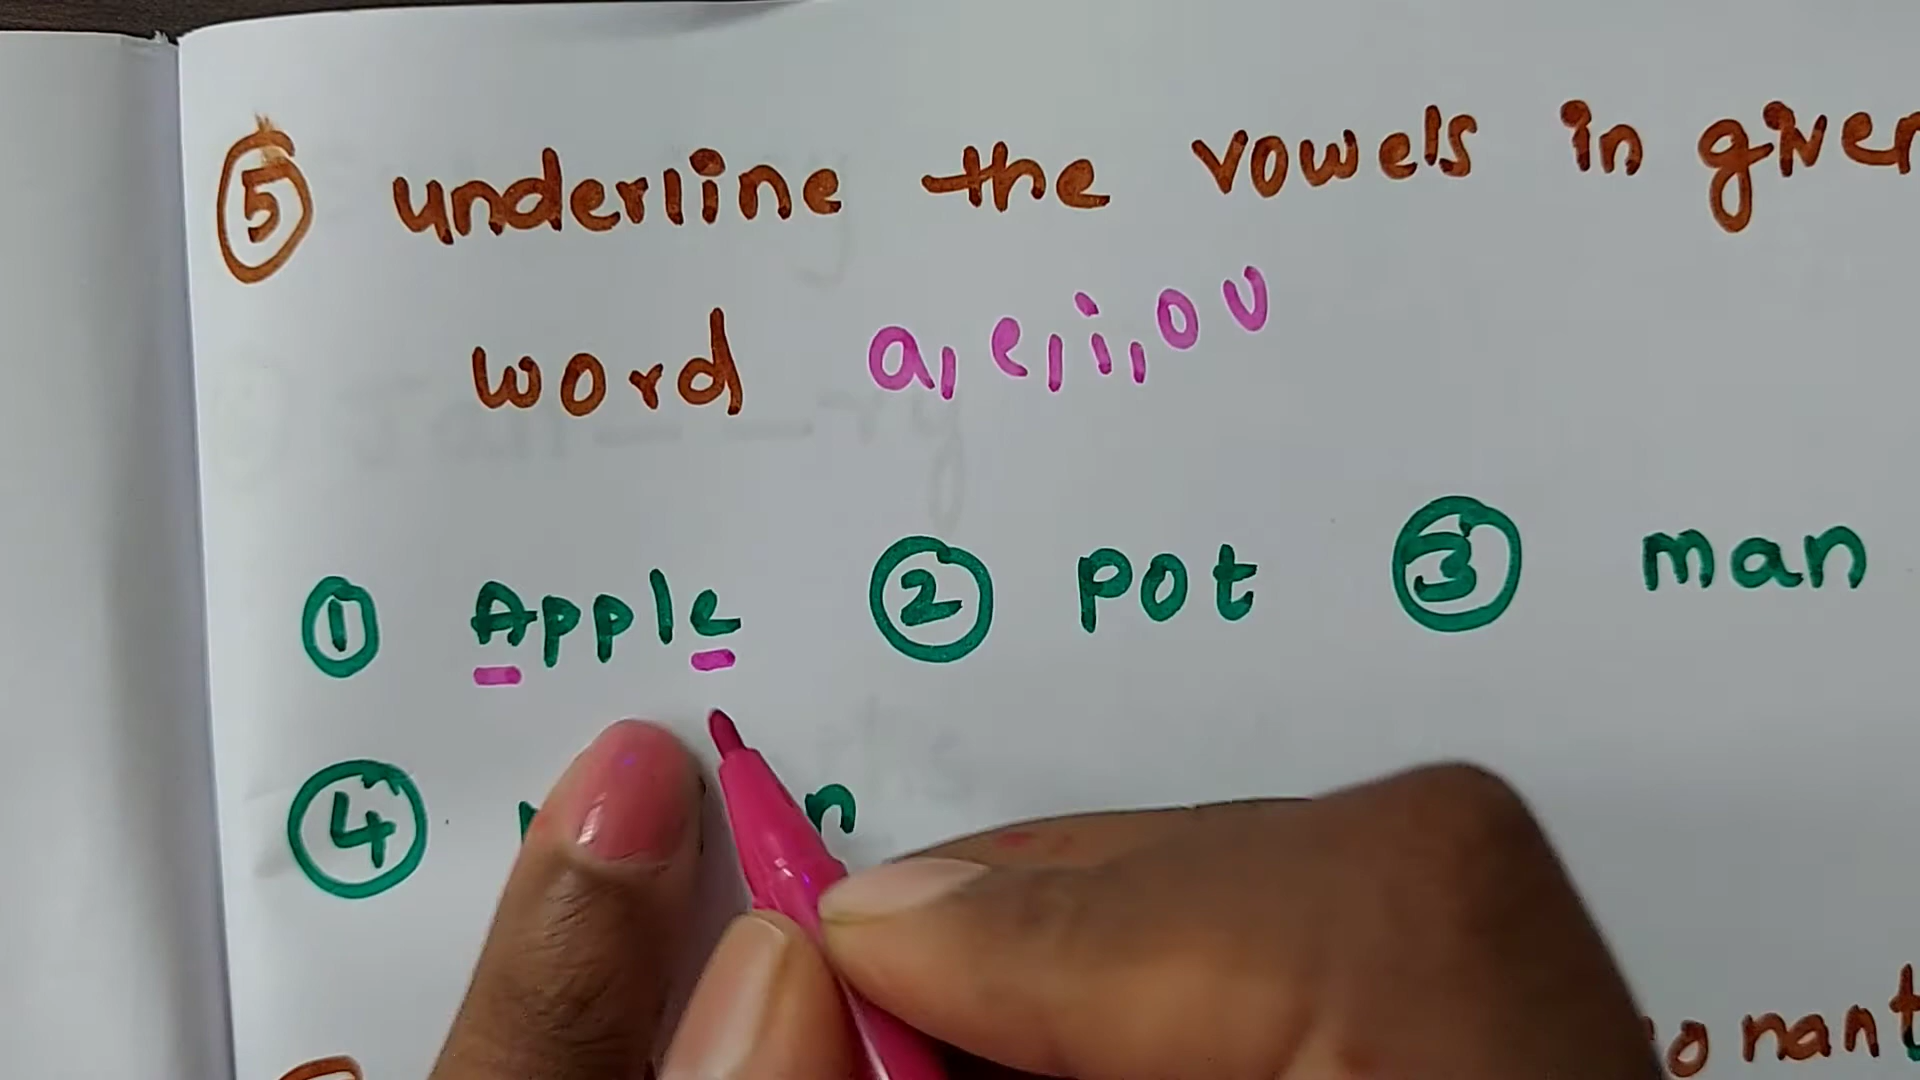 5 underline the vowels in given
word a, e, i, o u
1 Apple 2 pot 3 man
4